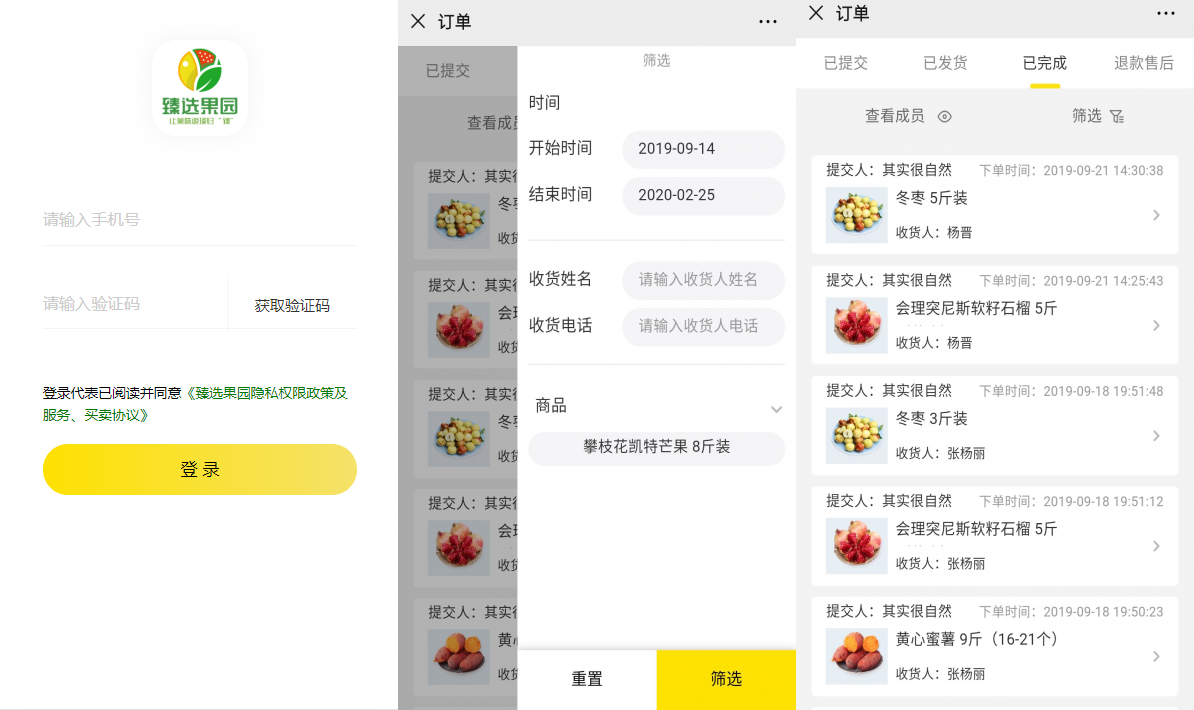 臻选果园
请输入手机号
请输入验证码
获取验证码
登录代表已阅读并同意《臻选果园隐私权限政策及
服务、买卖协议》
登 录
订单
已提交
查看成员
提交人：其实很
冬枣
收货
提交人：其实很
会理
收货
提交人：其实很
冬枣
收货
提交人：其实很
会理
收货
提交人：其实很
黄心
收货
筛选
时间
开始时间
2019-09-14
结束时间
2020-02-25
收货姓名
请输入收货人姓名
收货电话
请输入收货人电话
商品
攀枝花凯特芒果 8斤装
重置
筛选
订单
已提交
已发货
已完成
退款售后
查看成员
筛选
提交人：其实很自然
下单时间：2019-09-21 14:30:38
冬枣 5斤装
收货人：杨晋
提交人：其实很自然
下单时间：2019-09-21 14:25:43
会理突尼斯软籽石榴 5斤
收货人：杨晋
提交人：其实很自然
下单时间：2019-09-18 19:51:48
冬枣 3斤装
收货人：张杨丽
提交人：其实很自然
下单时间：2019-09-18 19:51:12
会理突尼斯软籽石榴 5斤
收货人：张杨丽
提交人：其实很自然
下单时间：2019-09-18 19:50:23
黄心蜜薯 9斤（16-21个）
收货人：张杨丽